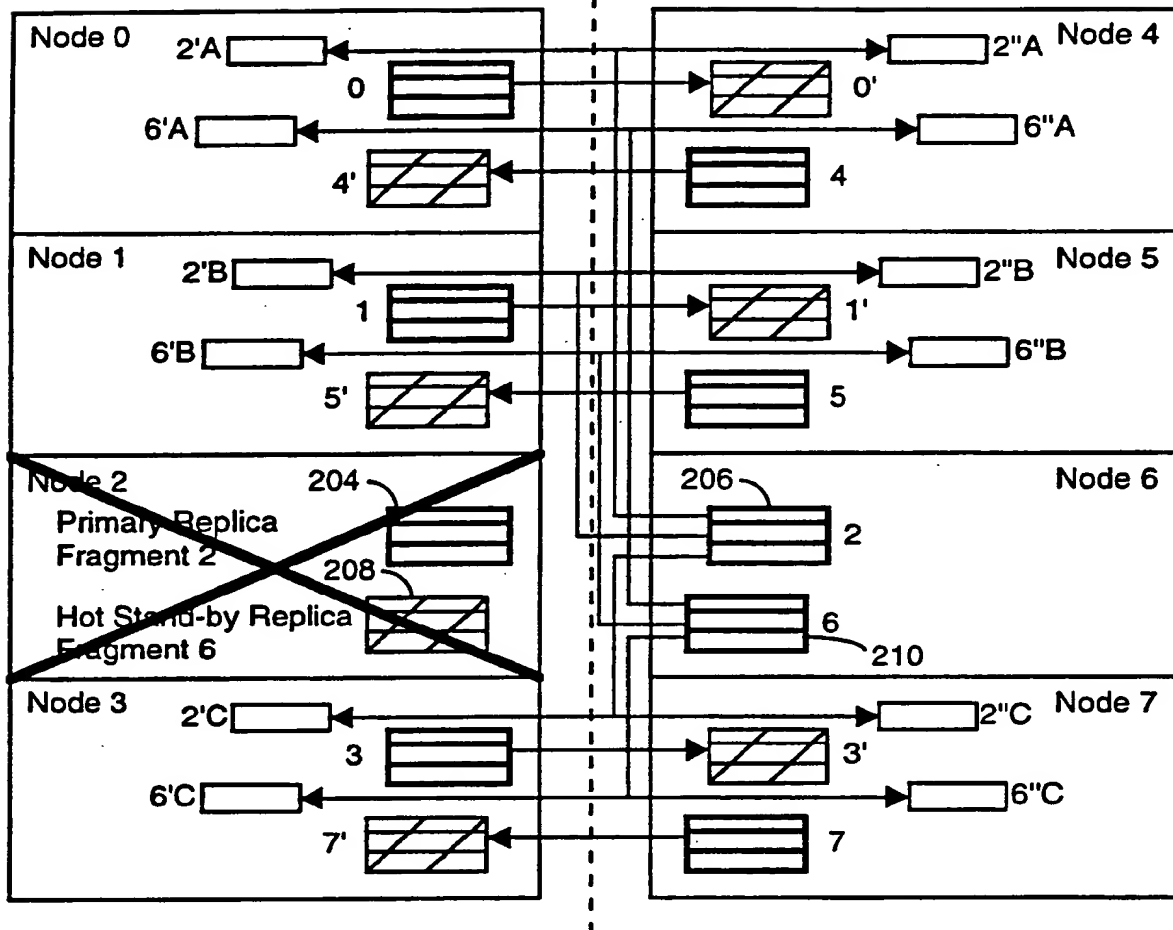 Node 0
2'A
2"A
Node 4
0
0'
6'A
6"A
4'
4
Node 1
2'B
2"B
Node 5
1
1'
6'B
6"B
5'
5
Node 2
204
206
Node 6
Primary Replica
Fragment 2
2
208
Hot Stand-by Replica
Fragment 6
6
210
Node 3
2'C
2"C
Node 7
3
3'
6'C
6"C
7'
7